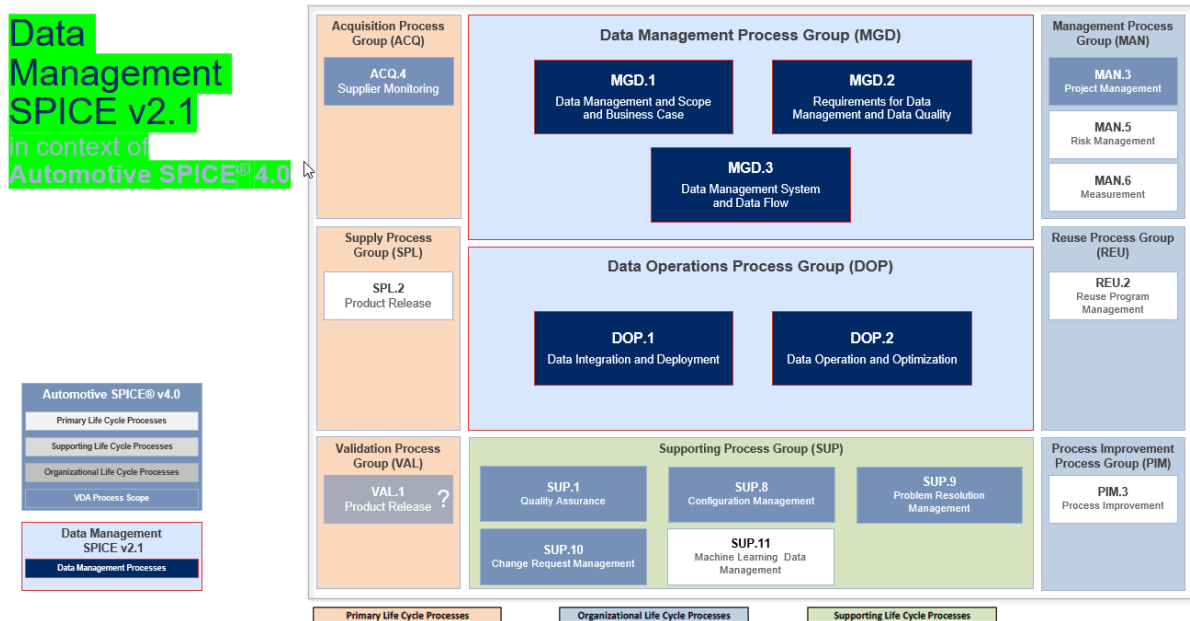 Data
Management
SPICE v2.1
in context of
Automotive SPICE® 4.0
Automotive SPICE® v4.0
Primary Life Cycle Processes
Supporting Life Cycle Processes
Organizational Life Cycle Processes
VDA Process Scope
Data Management
SPICE v2.1
Data Management Processes
Acquisition Process
Group (ACQ)
ACQ.4
Supplier Monitoring
Supply Process
Group (SPL)
SPL.2
Product Release
Validation Process
Group (VAL)
VAL.1
Product Release ?
Data Management Process Group (MGD)
MGD.1
Data Management and Scope
and Business Case
MGD.2
Requirements for Data
Management and Data Quality
MGD.3
Data Management System
and Data Flow
Data Operations Process Group (DOP)
DOP.1
Data Integration and Deployment
DOP.2
Data Operation and Optimization
Supporting Process Group (SUP)
SUP.1
Quality Assurance
SUP.8
Configuration Management
SUP.9
Problem Resolution
Management
SUP.10
Change Request Management
SUP.11
Machine Learning Data
Management
Management Process
Group (MAN)
MAN.3
Project Management
MAN.5
Risk Management
MAN.6
Measurement
Reuse Process Group
(REU)
REU.2
Reuse Program
Management
Process Improvement
Process Group (PIM)
PIM.3
Process Improvement
Primary Life Cycle Processes
Organizational Life Cycle Processes
Supporting Life Cycle Processes